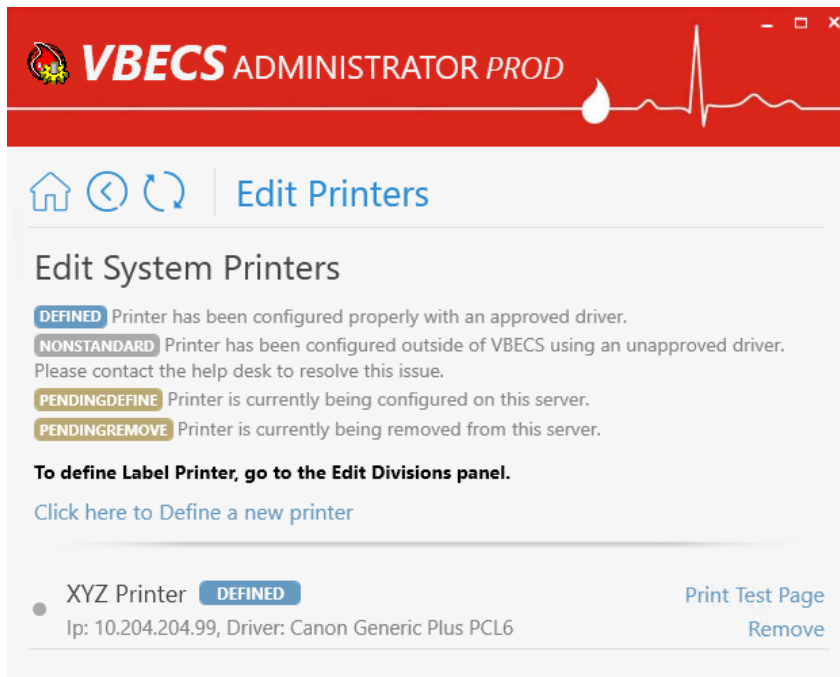 VBECS ADMINISTRATOR PROD
Edit Printers
Edit System Printers
DEFINED Printer has been configured properly with an approved driver.
NONSTANDARD Printer has been configured outside of VBECS using an unapproved driver.
Please contact the help desk to resolve this issue.
PENDINGDEFINE Printer is currently being configured on this server.
PENDINGREMOVE Printer is currently being removed from this server.
To define Label Printer, go to the Edit Divisions panel.
Click here to Define a new printer
XYZ Printer DEFINED Print Test Page
Ip: 10.204.204.99, Driver: Canon Generic Plus PCL6 Remove